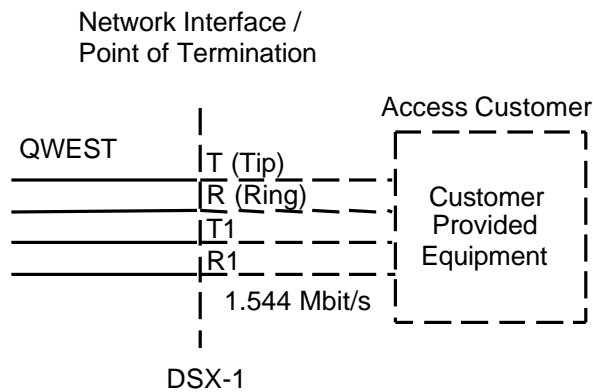 Network Interface /
Point of Termination
Access Customer
QWEST
T (Tip)
R (Ring)
T1
R1
1.544 Mbit/s
Customer
Provided
Equipment
DSX-1